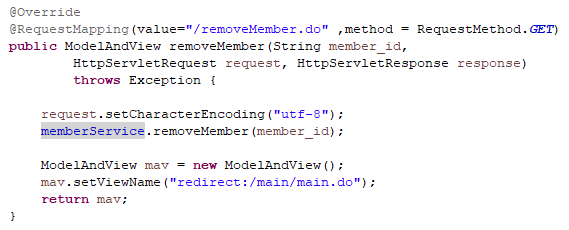 @Override
@RequestMapping(value="/removeMember.do" ,method = RequestMethod.GET)
public ModelAndView removeMember(String member_id,
        HttpServletRequest request, HttpServletResponse response)
        throws Exception {
    request.setCharacterEncoding("utf-8");
    memberService.removeMember(member_id);
    ModelAndView mav = new ModelAndView();
    mav.setViewName("redirect:/main/main.do");
    return mav;
}